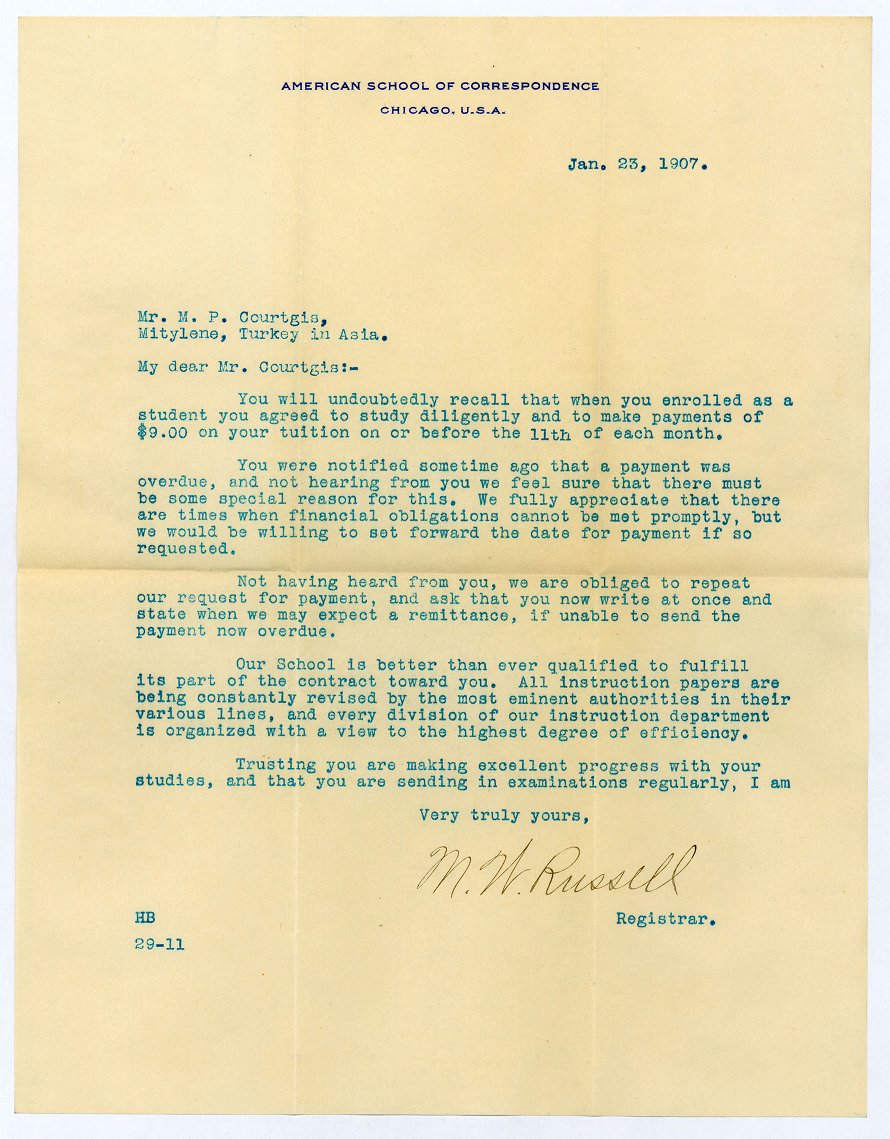 AMERICAN SCHOOL OF CORRESPONDENCE
CHICAGO, U.S.A.
Jan. 23, 1907.
Mr. M. P. Courtgis,
Mitylene, Turkey in Asia.
My dear Mr. Courtgis:-
You will undoubtedly recall that when you enrolled as a
student you agreed to study diligently and to make payments of
$9.00 on your tuition on or before the 11th of each month.
You were notified sometime ago that a payment was
overdue, and not hearing from you we feel sure that there must
be some special reason for this. We fully appreciate that there
are times when financial obligations cannot be met promptly, but
we would be willing to set forward the date for payment if so
requested.
Not having heard from you, we are obliged to repeat
our request for payment, and ask that you now write at once and
state when we may expect a remittance, if unable to send the
payment now overdue.
Our School is better than ever qualified to fulfill
its part of the contract toward you. All instruction papers are
being constantly revised by the most eminent authorities in their
various lines, and every division of our instruction department
is organized with a view to the highest degree of efficiency.
Trusting you are making excellent progress with your
studies, and that you are sending in examinations regularly, I am
Very truly yours,
M. W. Russell
HB Registrar.
29-11